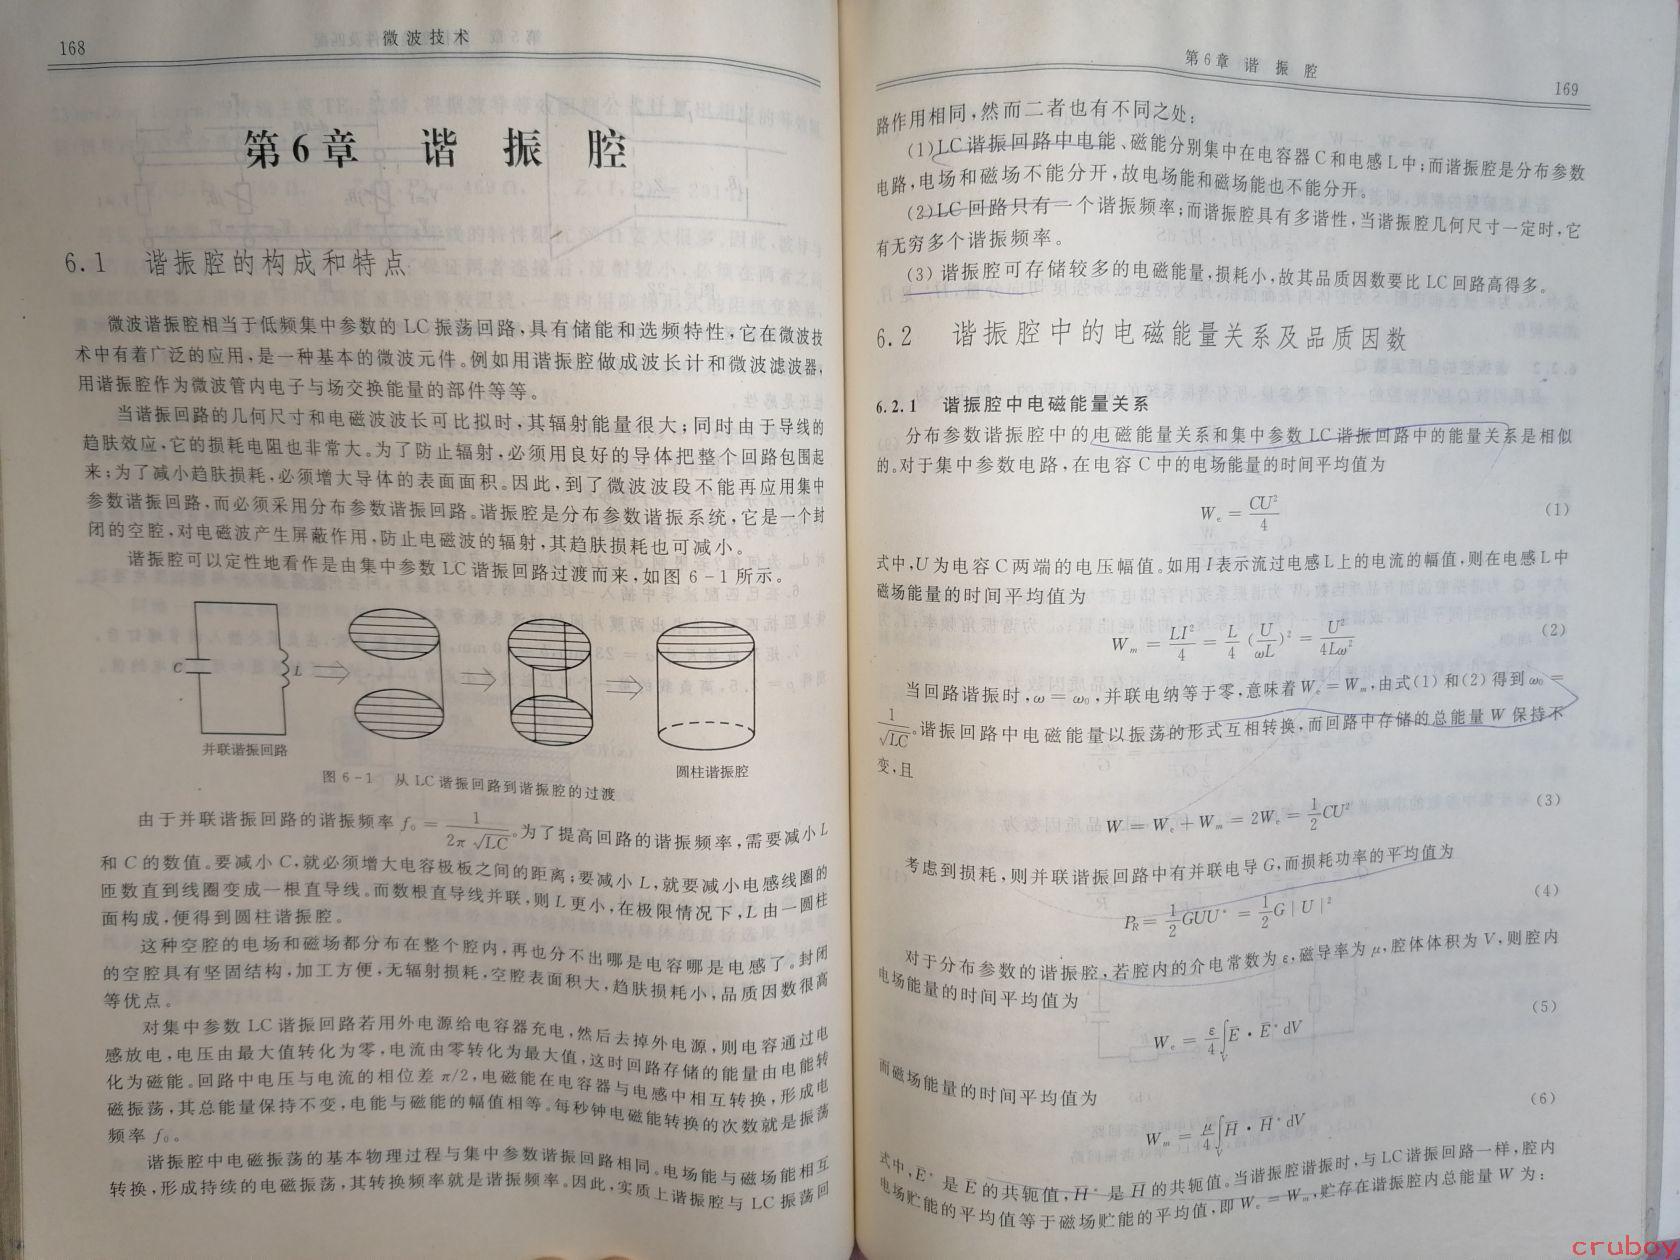 168
微波技术
第6章 谐振腔
6.1 谐振腔的构成和特点
微波谐振腔相当于低频集中参数的 LC 振荡回路,具有储能和选频特性,它在微波技
术中有着广泛的应用,是一种基本的微波元件。例如用谐振腔做成波长计和微波滤波器,
用谐振腔作为微波管内电子与场交换能量的部件等等。
当谐振回路的几何尺寸和电磁波波长可比拟时,其辐射能量很大;同时由于导线的
趋肤效应,它的损耗电阻也非常大。为了防止辐射,必须用良好的导体把整个回路包围起
来;为了减小趋肤损耗,必须增大导体的表面面积。因此,到了微波波段不能再应用集中
参数谐振回路,而必须采用分布参数谐振回路。谐振腔是分布参数谐振系统,它是一个封
闭的空腔,对电磁波产生屏蔽作用,防止电磁波的辐射,其趋肤损耗也可减小。
谐振腔可以定性地看作是由集中参数 LC 谐振回路过渡而来,如图 6-1 所示。
C L
并联谐振回路
圆柱谐振腔
图 6-1 从 LC 谐振回路到谐振腔的过渡
由于并联谐振回路的谐振频率 f₀ = 1/(2π√LC)。为了提高回路的谐振频率,需要减小 L
和 C 的数值。要减小 C,就必须增大电容极板之间的距离;要减小 L,就要减小电感线圈的
匝数直到线圈变成一根直导线。而数根直导线并联,则 L 更小,在极限情况下,L 由一圆柱
面构成,便得到圆柱谐振腔。
这种空腔的电场和磁场都分布在整个腔内,再也分不出哪是电容哪是电感了。封闭
的空腔具有坚固结构,加工方便,无辐射损耗,空腔表面积大,趋肤损耗小,品质因数很高
等优点。
对集中参数 LC 谐振回路若用外电源给电容器充电,然后去掉外电源,则电容通过电
感放电,电压由最大值转化为零,电流由零转化为最大值,这时回路存储的能量由电能转
化为磁能。回路中电压与电流的相位差 π/2,电磁能在电容器与电感中相互转换,形成电
磁振荡,其总能量保持不变,电能与磁能的幅值相等。每秒钟电磁能转换的次数就是振荡
频率 f₀。
谐振腔中电磁振荡的基本物理过程与集中参数谐振回路相同。电场能与磁场能相互
转换,形成持续的电磁振荡,其转换频率就是谐振频率。因此,实质上谐振腔与 LC 振荡回
第6章 谐振腔
169
路作用相同,然而二者也有不同之处:
(1)LC 谐振回路中电能、磁能分别集中在电容器 C 和电感 L 中;而谐振腔是分布参数
电路,电场和磁场不能分开,故电场能和磁场能也不能分开。
(2)LC 回路只有一个谐振频率;而谐振腔具有多谐性,当谐振腔几何尺寸一定时,它
有无穷多个谐振频率。
(3) 谐振腔可存储较多的电磁能量,损耗小,故其品质因数要比 LC 回路高得多。
6.2 谐振腔中的电磁能量关系及品质因数
6.2.1 谐振腔中电磁能量关系
分布参数谐振腔中的电磁能量关系和集中参数 LC 谐振回路中的能量关系是相似
的。对于集中参数电路,在电容 C 中的电场能量的时间平均值为
Wₑ = CU²/4 (1)
式中,U 为电容 C 两端的电压幅值。如用 I 表示流过电感 L 上的电流的幅值,则在电感 L 中
磁场能量的时间平均值为
Wₘ = LI²/4 = L/4 (U/ωL)² = U²/4Lω² (2)
当回路谐振时,ω = ω₀,并联电纳等于零,意味着 Wₑ = Wₘ,由式(1)和(2)得到 ω₀ =
1/√LC。谐振回路中电磁能量以振荡的形式互相转换,而回路中存储的总能量 W 保持不
变,且
W = Wₑ + Wₘ = 2Wₑ = 1/2 CU² (3)
考虑到损耗,则并联谐振回路中有并联电导 G,而损耗功率的平均值为
P_R = 1/2 GUU* = 1/2 G|U|² (4)
对于分布参数的谐振腔,若腔内的介电常数为 ε,磁导率为 μ,腔体体积为 V,则腔内
电场能量的时间平均值为
Wₑ = ε/4 ∫_V E̅ · E̅* dV (5)
而磁场能量的时间平均值为
Wₘ = μ/4 ∫_V H̅ · H̅* dV (6)
式中,E̅* 是 E̅ 的共轭值,H̅* 是 H̅ 的共轭值。当谐振腔谐振时,与 LC 谐振回路一样,腔内
电场贮能的平均值等于磁场贮能的平均值,即 Wₑ = Wₘ,贮存在谐振腔内总能量 W 为:
cruboy